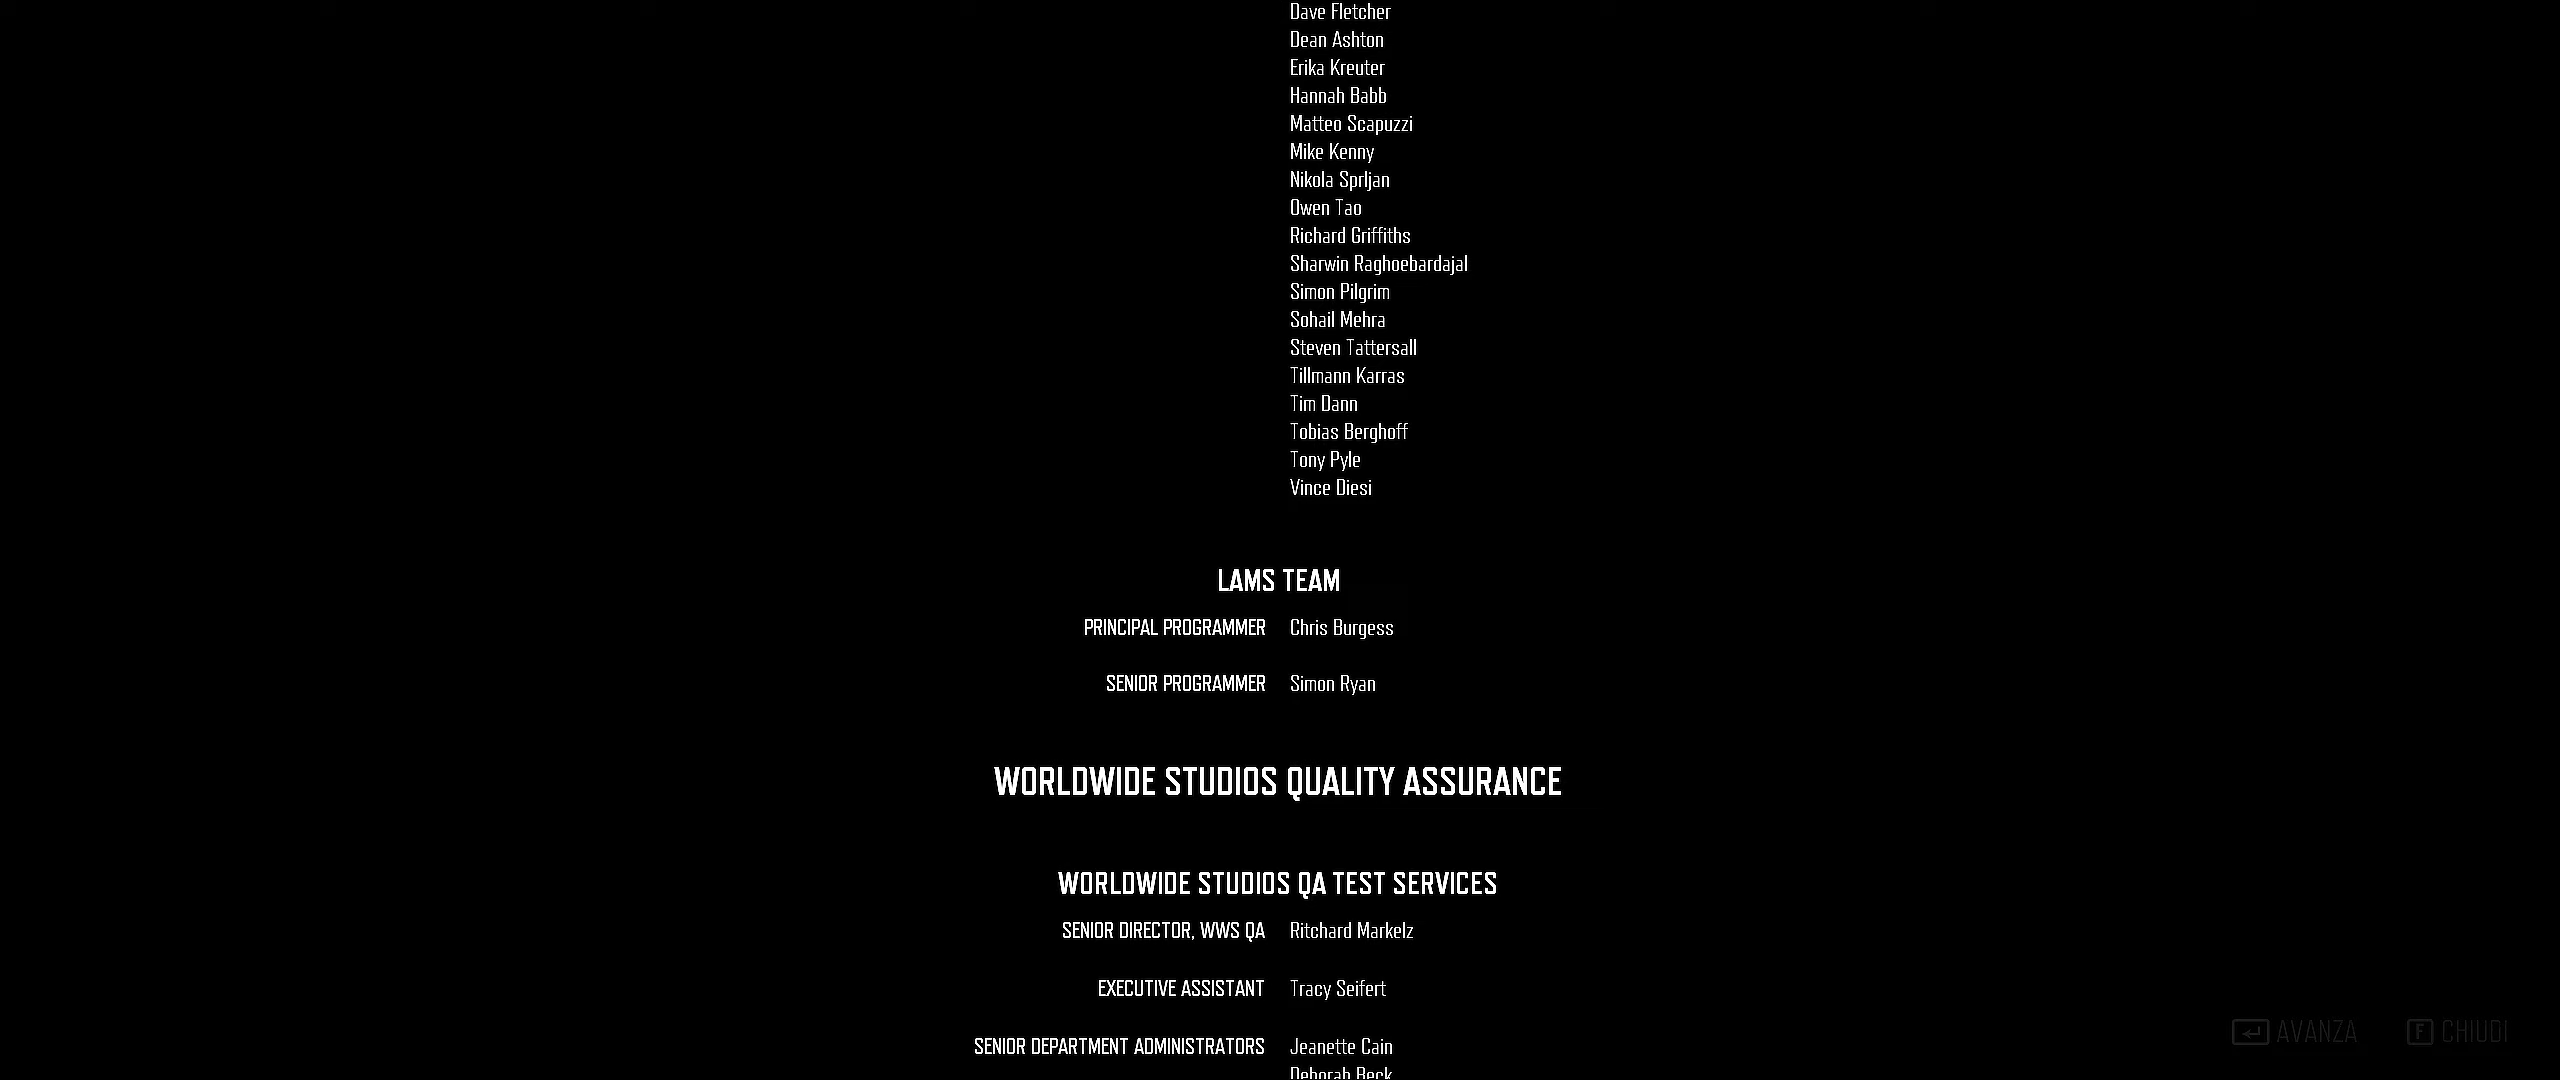 Dave Fletcher
Dean Ashton
Erika Kreuter
Hannah Babb
Matteo Scapuzzi
Mike Kenny
Nikola Sprljan
Owen Tao
Richard Griffiths
Sharwin Raghoebardajal
Simon Pilgrim
Sohail Mehra
Steven Tattersall
Tillmann Karras
Tim Dann
Tobias Berghoff
Tony Pyle
Vince Diesi
LAMS TEAM
PRINCIPAL PROGRAMMER Chris Burgess
SENIOR PROGRAMMER Simon Ryan
WORLDWIDE STUDIOS QUALITY ASSURANCE
WORLDWIDE STUDIOS QA TEST SERVICES
SENIOR DIRECTOR, WWS QA Ritchard Markelz
EXECUTIVE ASSISTANT Tracy Seifert
SENIOR DEPARTMENT ADMINISTRATORS Jeanette Cain
Deborah Beck
AVANZA F CHIUDI